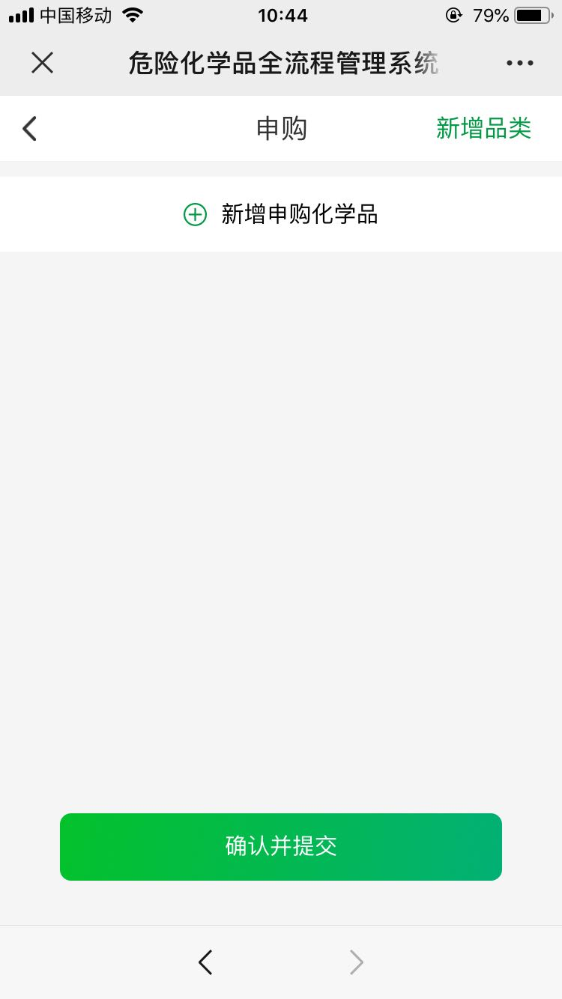 中国移动 10:44 79%
危险化学品全流程管理系统
申购 新增品类
新增申购化学品
确认并提交